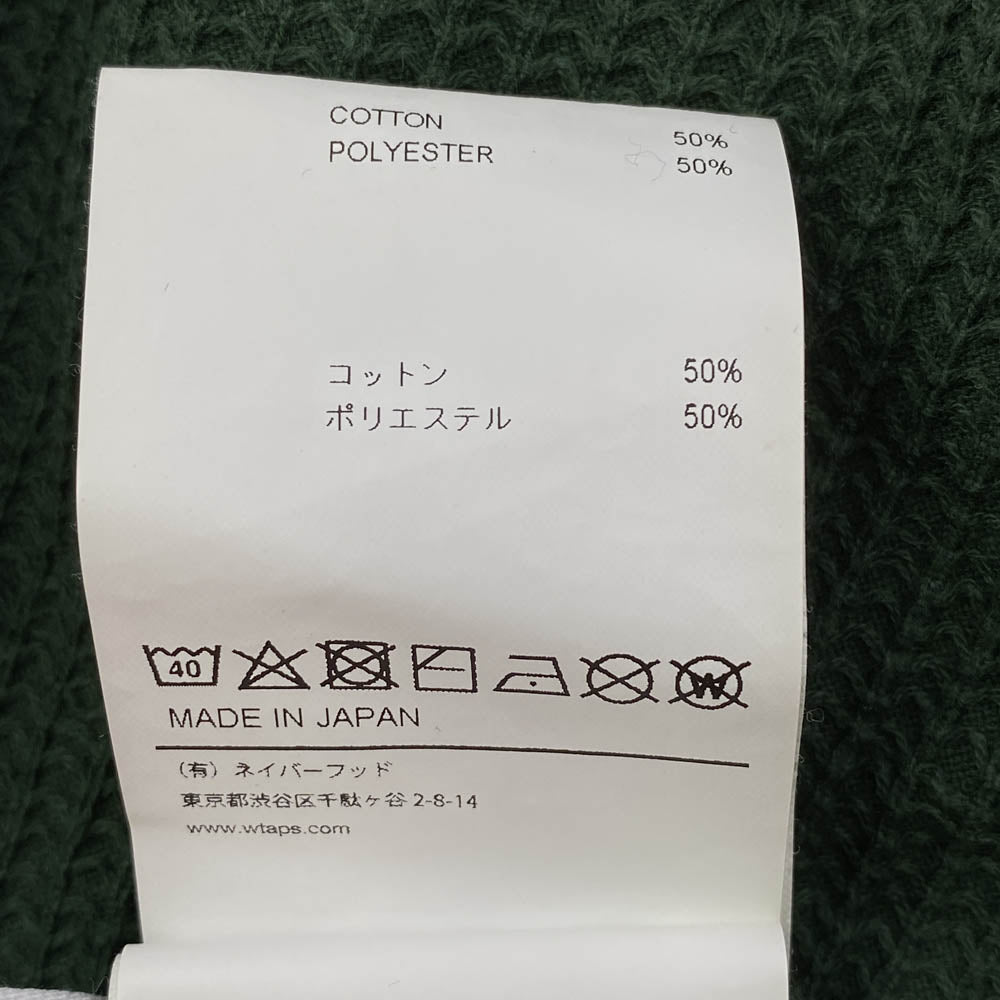 COTTON 50%
POLYESTER 50%
コットン 50%
ポリエステル 50%
40 W
MADE IN JAPAN
（有）ネイバーフッド
東京都渋谷区千駄ヶ谷 2-8-14
www.wtaps.com